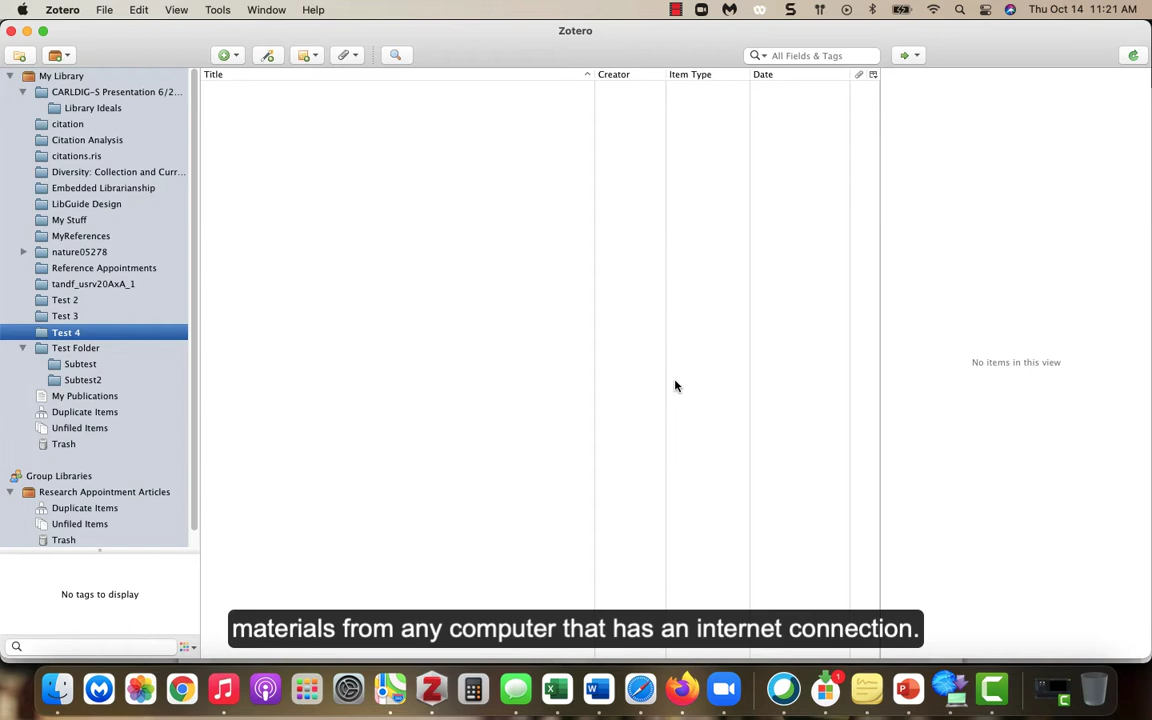 Zotero File Edit View Tools Window Help Thu Oct 14 11:21 AM
Zotero
All Fields & Tags
Title Creator Item Type Date
My Library
CARLDIG-S Presentation 6/2...
Library Ideals
citation
Citation Analysis
citations.ris
Diversity: Collection and Curr...
Embedded Librarianship
LibGuide Design
My Stuff
MyReferences
nature05278
Reference Appointments
tandf_usrv20AxA_1
Test 2
Test 3
Test 4
Test Folder
Subtest
Subtest2
My Publications
Duplicate Items
Unfiled Items
Trash
Group Libraries
Research Appointment Articles
Duplicate Items
Unfiled Items
Trash
No items in this view
No tags to display
materials from any computer that has an internet connection.
1